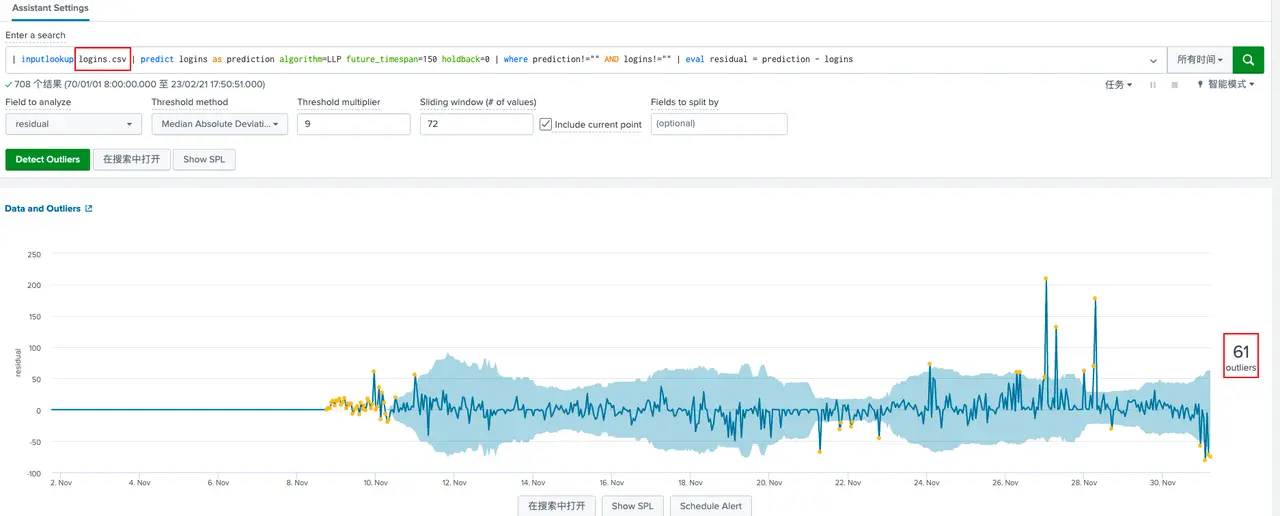 Assistant Settings
Enter a search
| inputlookup logins.csv | predict logins as prediction algorithm=LLP future_timespan=150 holdback=0 | where prediction!="" AND logins!="" | eval residual = prediction - logins
所有时间
708 个结果 (70/01/01 8:00:00.000 至 23/02/21 17:50:51.000)
任务
智能模式
Field to analyze
Threshold method
Threshold multiplier
Sliding window (# of values)
Fields to split by
residual
Median Absolute Deviati...
9
72
Include current point
(optional)
Detect Outliers
在搜索中打开
Show SPL
Data and Outliers
250
200
150
100
50
0
-50
-100
residual
61
outliers
2. Nov
4. Nov
6. Nov
8. Nov
10. Nov
12. Nov
14. Nov
16. Nov
18. Nov
20. Nov
22. Nov
24. Nov
26. Nov
28. Nov
30. Nov
在搜索中打开
Show SPL
Schedule Alert